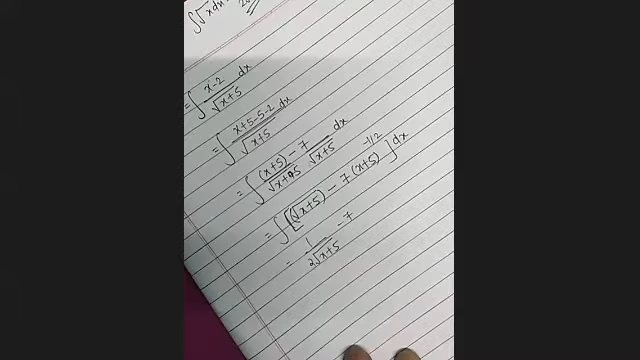 ∫√x dx
= ∫ x-2/√x+5 dx
= ∫ x+5-5-2/√x+5 dx
= ∫ (x+5)/√x+5 - 7/√x+5 dx
= ∫ [(√x+5) - 7(x+5)^-1/2] dx
= 1/2√x+5 - 7